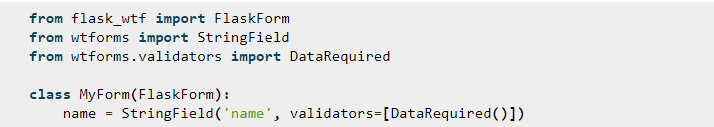 from flask_wtf import FlaskForm
from wtforms import StringField
from wtforms.validators import DataRequired

class MyForm(FlaskForm):
    name = StringField('name', validators=[DataRequired()])